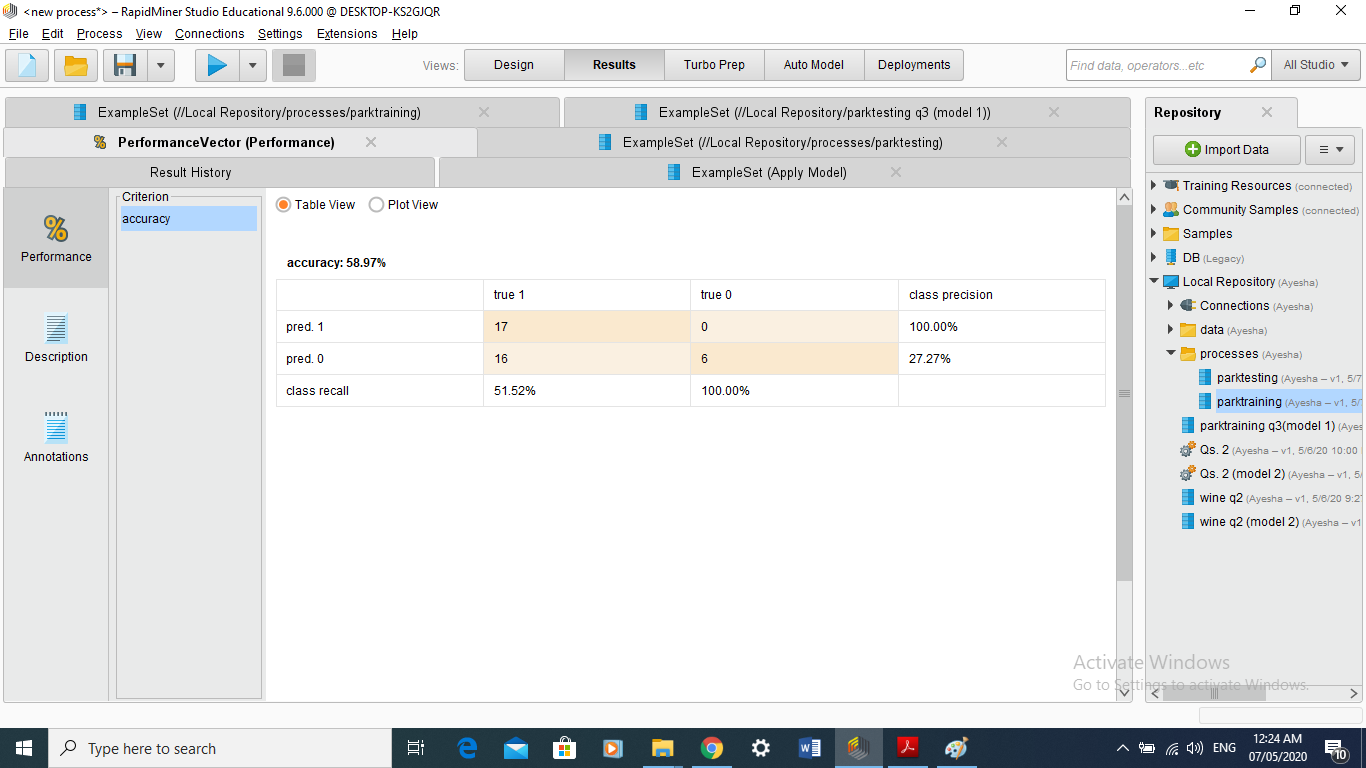 <new process*> – RapidMiner Studio Educational 9.6.000 @ DESKTOP-KS2GJQR
File Edit Process View Connections Settings Extensions Help
Views: Design Results Turbo Prep Auto Model Deployments Find data, operators...etc All Studio
ExampleSet (//Local Repository/processes/parktraining) ExampleSet (//Local Repository/parktesting q3 (model 1))
PerformanceVector (Performance) ExampleSet (//Local Repository/processes/parktesting)
Result History ExampleSet (Apply Model)
Performance
Description
Annotations
Criterion
accuracy
Table View Plot View
accuracy: 58.97%
true 1 true 0 class precision
pred. 1 17 0 100.00%
pred. 0 16 6 27.27%
class recall 51.52% 100.00%
Repository
Import Data
Training Resources (connected)
Community Samples (connected)
Samples
DB (Legacy)
Local Repository (Ayesha)
Connections (Ayesha)
data (Ayesha)
processes (Ayesha)
parktesting (Ayesha – v1, 5/7
parktraining (Ayesha – v1, 5/
parktraining q3(model 1) (Ayes
Qs. 2 (Ayesha – v1, 5/6/20 10:00
Qs. 2 (model 2) (Ayesha – v1, 5/
wine q2 (Ayesha – v1, 5/6/20 9:2
wine q2 (model 2) (Ayesha – v1
Activate Windows
Go to Settings to activate Windows.
Type here to search
ENG
12:24 AM
07/05/2020
10